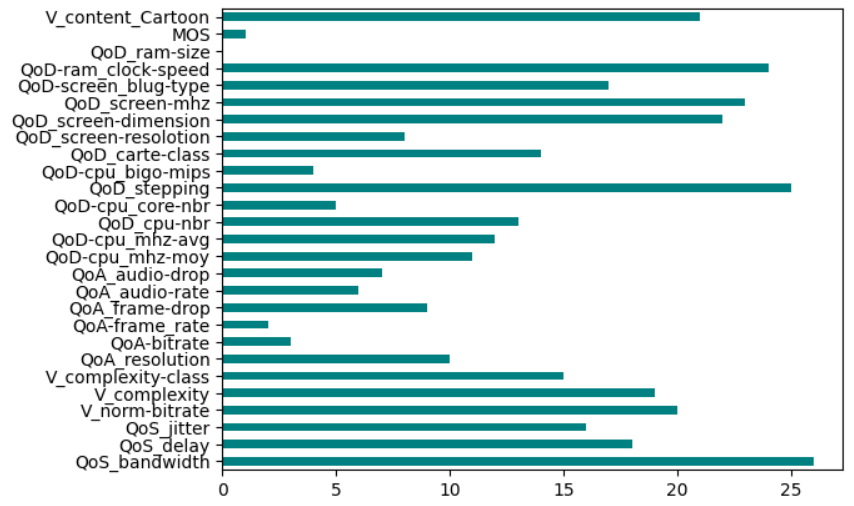 V_content_Cartoon
MOS
QoD_ram-size
QoD-ram_clock-speed
QoD-screen_blug-type
QoD_screen-mhz
QoD_screen-dimension
QoD_screen-resolotion
QoD_carte-class
QoD-cpu_bigo-mips
QoD_stepping
QoD-cpu_core-nbr
QoD_cpu-nbr
QoD-cpu_mhz-avg
QoD-cpu_mhz-moy
QoA_audio-drop
QoA_audio-rate
QoA_frame-drop
QoA-frame_rate
QoA-bitrate
QoA_resolution
V_complexity-class
V_complexity
V_norm-bitrate
QoS_jitter
QoS_delay
QoS_bandwidth
0 5 10 15 20 25